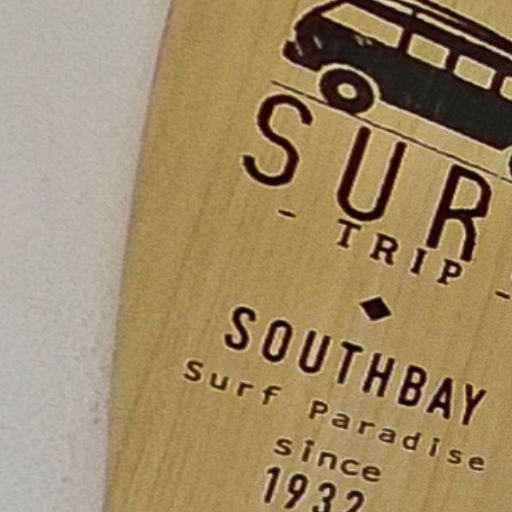 SUR
- TRIP -
SOUTHBAY
Surf Paradise
since
1932